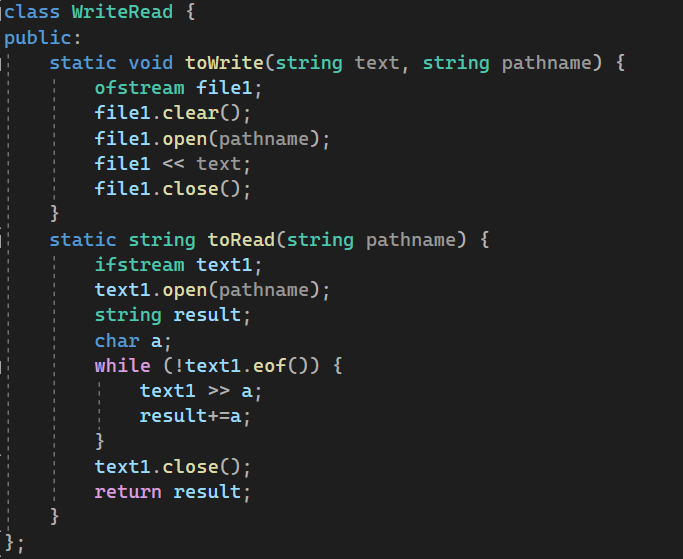 class WriteRead {
public:
    static void toWrite(string text, string pathname) {
        ofstream file1;
        file1.clear();
        file1.open(pathname);
        file1 << text;
        file1.close();
    }
    static string toRead(string pathname) {
        ifstream text1;
        text1.open(pathname);
        string result;
        char a;
        while (!text1.eof()) {
            text1 >> a;
            result+=a;
        }
        text1.close();
        return result;
    }
};